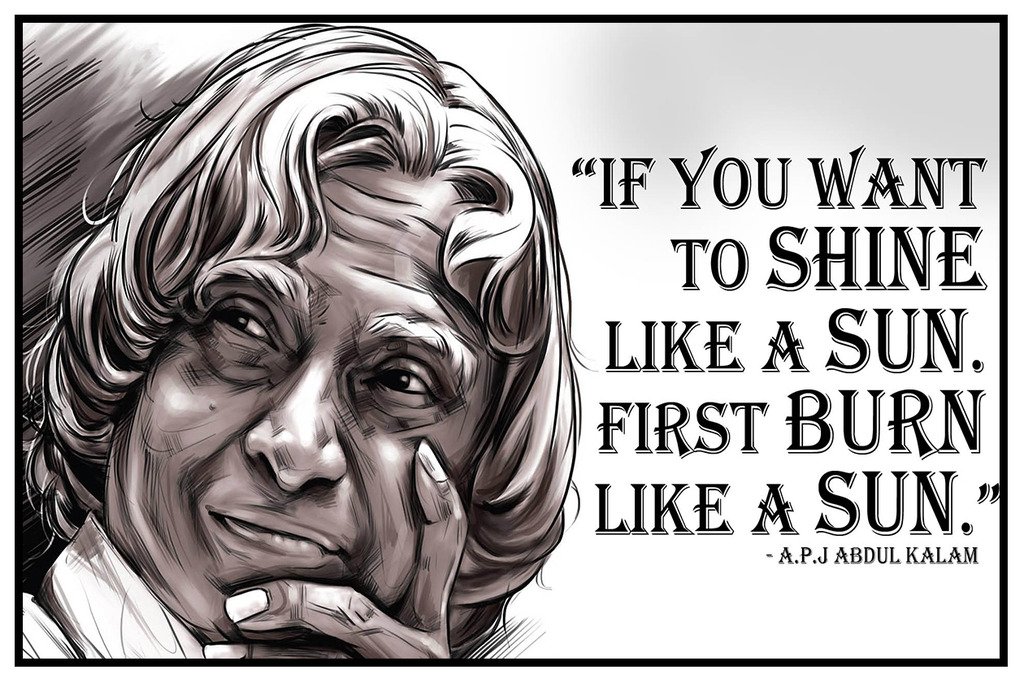 “IF YOU WANT
TO SHINE
LIKE A SUN.
FIRST BURN
LIKE A SUN.”
- A.P.J ABDUL KALAM